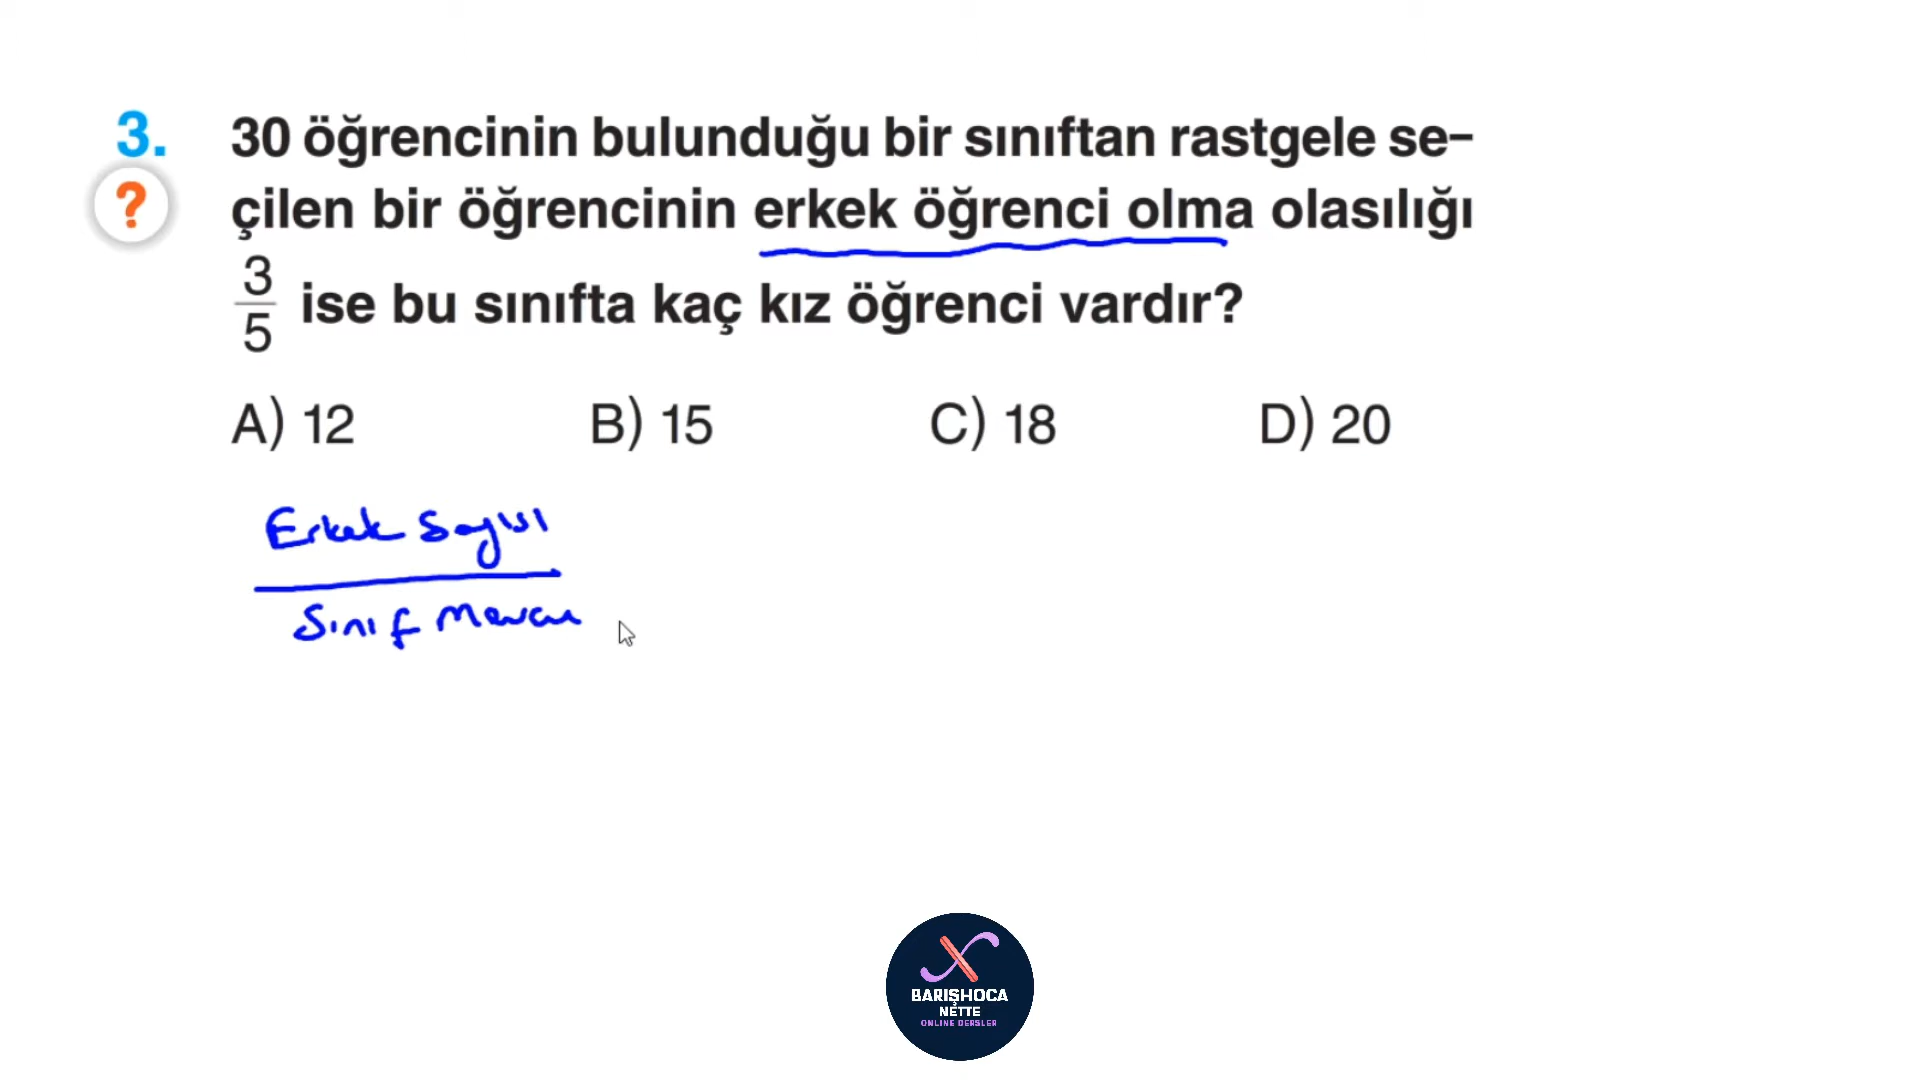 3. 30 öğrencinin bulunduğu bir sınıftan rastgele se-
?
çilen bir öğrencinin erkek öğrenci olma olasılığı
3/5 ise bu sınıfta kaç kız öğrenci vardır?
A) 12 B) 15 C) 18 D) 20
Erkek Sayısı
Sınıf Mevcu
BARIŞHOCA
NETTE
ONLINE DERSLER